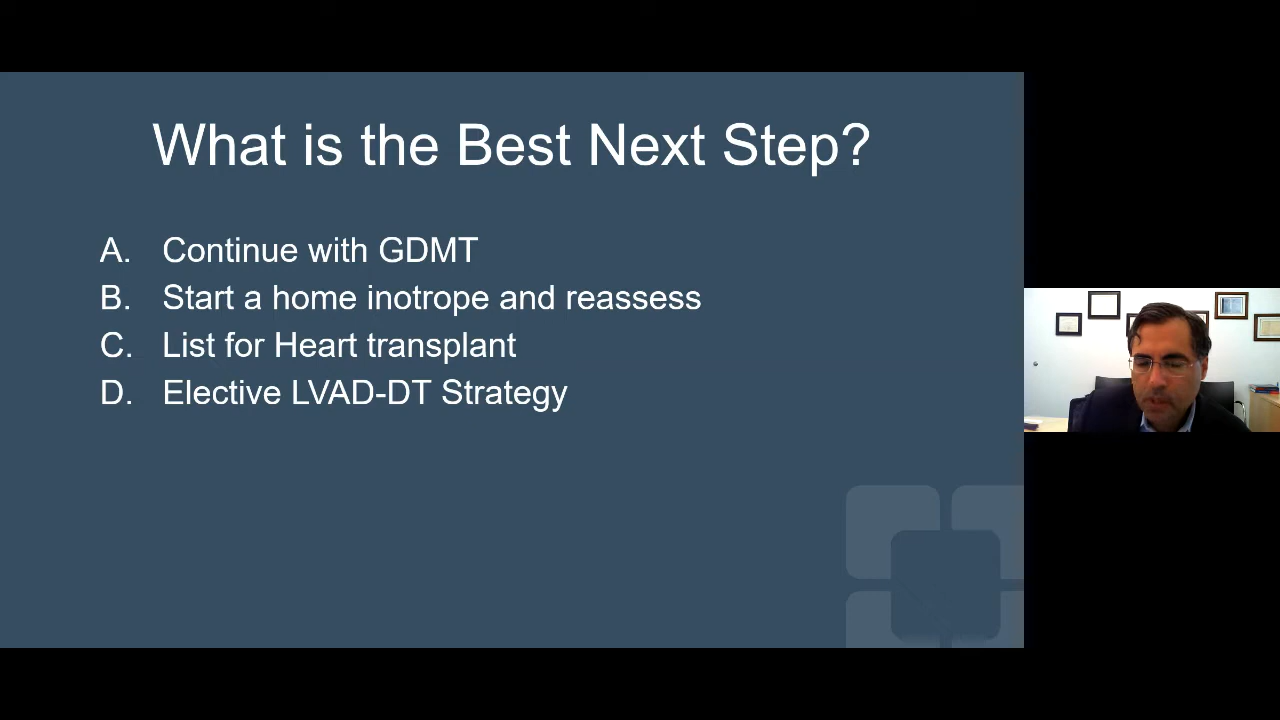 What is the Best Next Step?
A. Continue with GDMT
B. Start a home inotrope and reassess
C. List for Heart transplant
D. Elective LVAD-DT Strategy